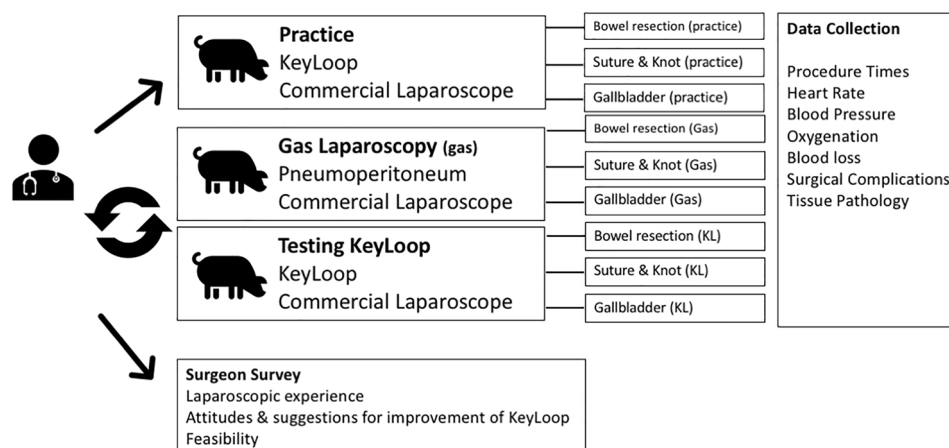 Practice
KeyLoop
Commercial Laparoscope
Bowel resection (practice)
Suture & Knot (practice)
Gallbladder (practice)
Gas Laparoscopy (gas)
Pneumoperitoneum
Commercial Laparoscope
Bowel resection (Gas)
Suture & Knot (Gas)
Gallbladder (Gas)
Testing KeyLoop
KeyLoop
Commercial Laparoscope
Bowel resection (KL)
Suture & Knot (KL)
Gallbladder (KL)
Data Collection
Procedure Times
Heart Rate
Blood Pressure
Oxygenation
Blood loss
Surgical Complications
Tissue Pathology
Surgeon Survey
Laparoscopic experience
Attitudes & suggestions for improvement of KeyLoop
Feasibility